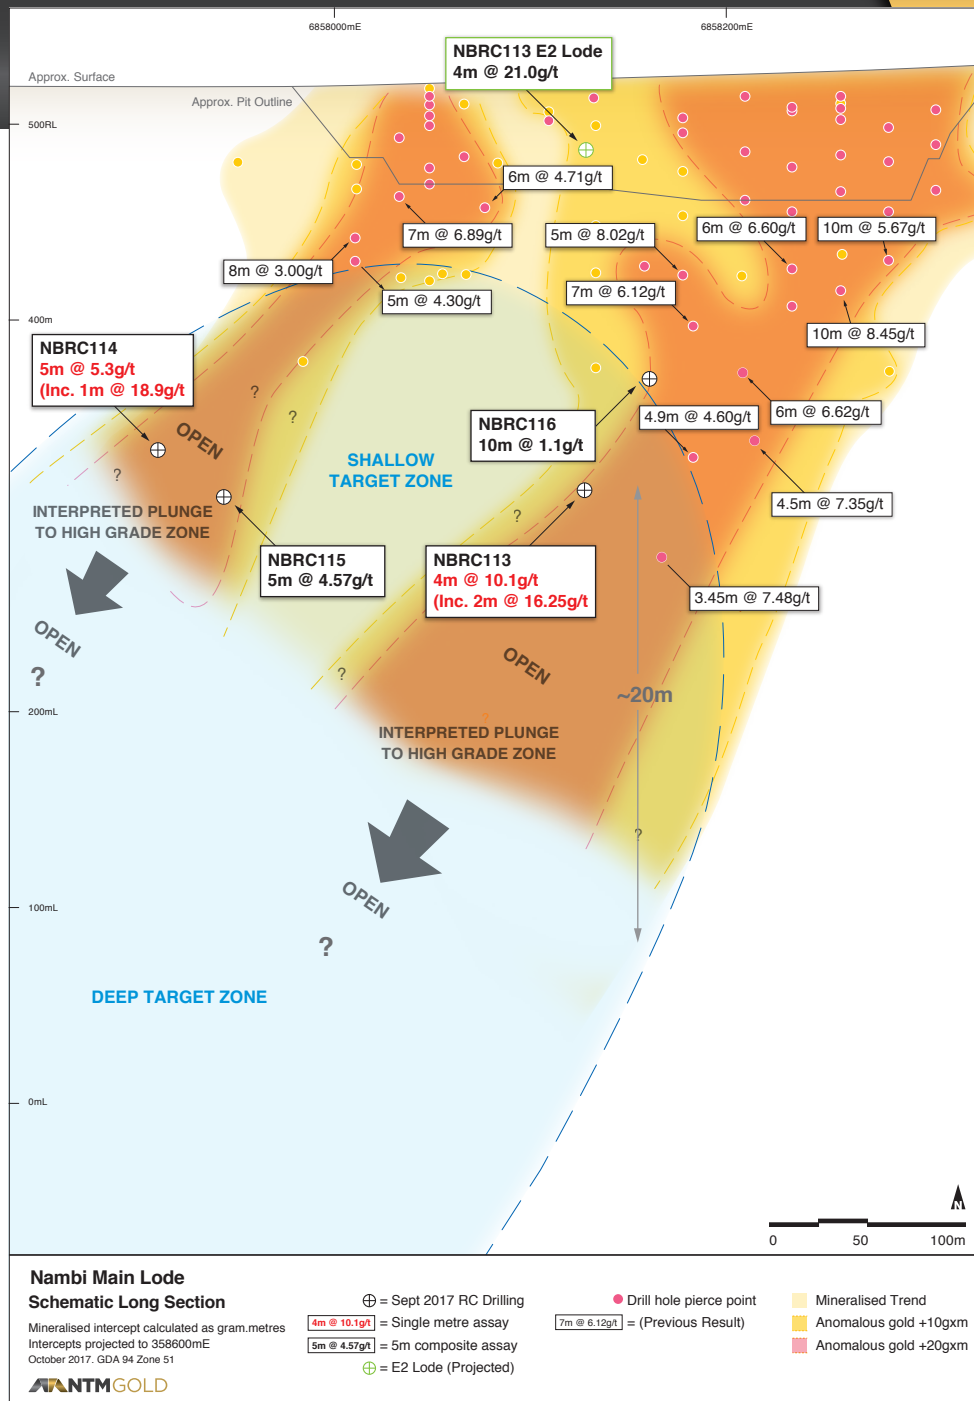 6858000mE
6858200mE
NBRC113 E2 Lode
4m @ 21.0g/t
Approx. Surface
Approx. Pit Outline
500RL
6m @ 4.71g/t
7m @ 6.89g/t
5m @ 8.02g/t
6m @ 6.60g/t
10m @ 5.67g/t
8m @ 3.00g/t
5m @ 4.30g/t
7m @ 6.12g/t
400m
10m @ 8.45g/t
NBRC114
5m @ 5.3g/t
(Inc. 1m @ 18.9g/t
?
?
OPEN
?
NBRC116
10m @ 1.1g/t
4.9m @ 4.60g/t
6m @ 6.62g/t
SHALLOW
TARGET ZONE
4.5m @ 7.35g/t
INTERPRETED PLUNGE
TO HIGH GRADE ZONE
?
NBRC115
5m @ 4.57g/t
NBRC113
4m @ 10.1g/t
(Inc. 2m @ 16.25g/t
3.45m @ 7.48g/t
OPEN
?
?
OPEN
~20m
200mL
?
INTERPRETED PLUNGE
TO HIGH GRADE ZONE
?
OPEN
100mL
?
DEEP TARGET ZONE
0mL
N
0
50
100m
Nambi Main Lode
Schematic Long Section
Mineralised intercept calculated as gram.metres
Intercepts projected to 358600mE
October 2017. GDA 94 Zone 51
NTMGOLD
= Sept 2017 RC Drilling
4m @ 10.1g/t = Single metre assay
5m @ 4.57g/t = 5m composite assay
= E2 Lode (Projected)
Drill hole pierce point
7m @ 6.12g/t = (Previous Result)
Mineralised Trend
Anomalous gold +10gxm
Anomalous gold +20gxm